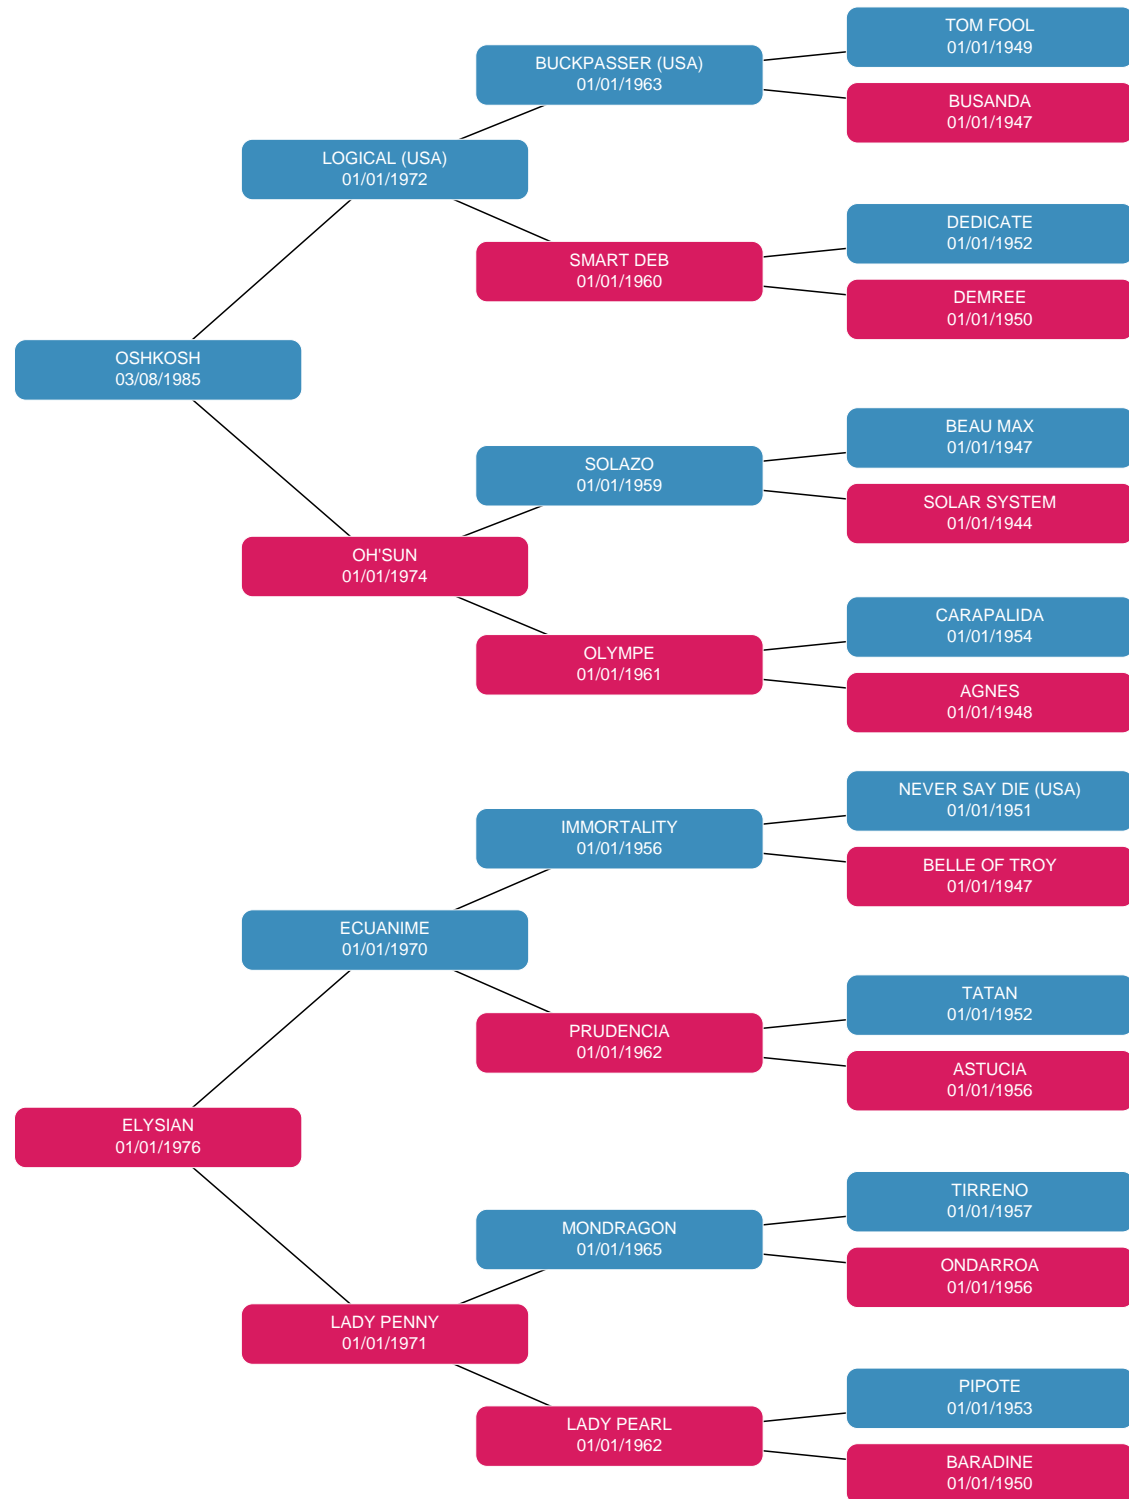 TOM FOOL
01/01/1949
BUCKPASSER (USA)
01/01/1963
BUSANDA
01/01/1947
LOGICAL (USA)
01/01/1972
DEDICATE
01/01/1952
SMART DEB
01/01/1960
DEMREE
01/01/1950
OSHKOSH
03/08/1985
BEAU MAX
01/01/1947
SOLAZO
01/01/1959
SOLAR SYSTEM
01/01/1944
OH'SUN
01/01/1974
CARAPALIDA
01/01/1954
OLYMPE
01/01/1961
AGNES
01/01/1948
NEVER SAY DIE (USA)
01/01/1951
IMMORTALITY
01/01/1956
BELLE OF TROY
01/01/1947
ECUANIME
01/01/1970
TATAN
01/01/1952
PRUDENCIA
01/01/1962
ASTUCIA
01/01/1956
ELYSIAN
01/01/1976
TIRRENO
01/01/1957
MONDRAGON
01/01/1965
ONDARROA
01/01/1956
LADY PENNY
01/01/1971
PIPOTE
01/01/1953
LADY PEARL
01/01/1962
BARADINE
01/01/1950